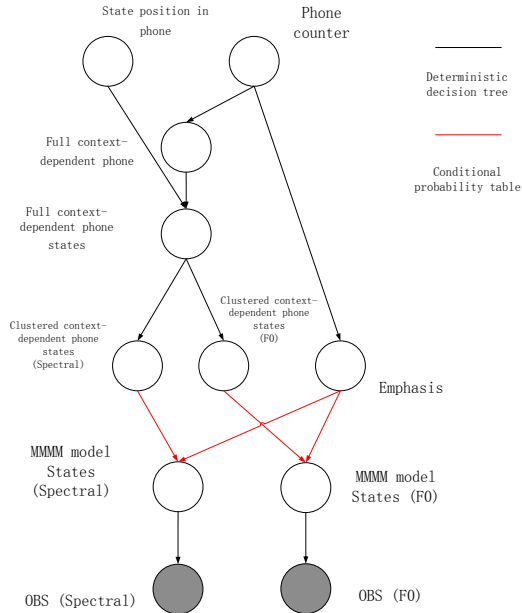 State position in
phone
Phone
counter
Deterministic
decision tree
Full context-
dependent phone
Conditional
probability table
Full context-
dependent phone
states
Clustered context-
dependent phone
states
(Spectral)
Clustered context-
dependent phone
states
(F0)
Emphasis
MMMM model
States
(Spectral)
MMMM model
States (F0)
OBS (Spectral)
OBS (F0)